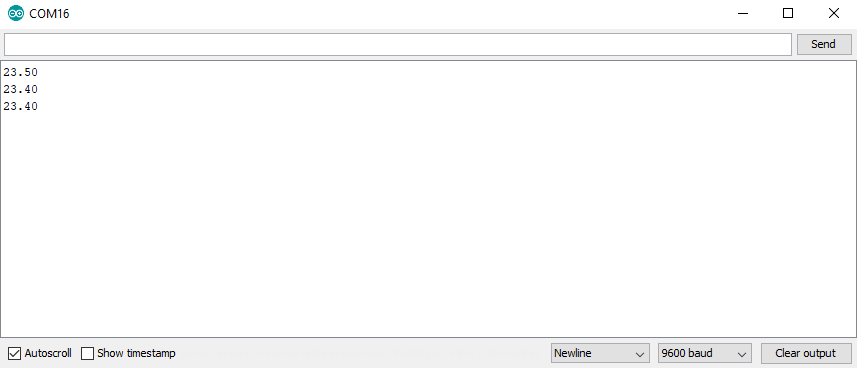 COM16
Send
23.50
23.40
23.40
Autoscroll Show timestamp Newline 9600 baud Clear output